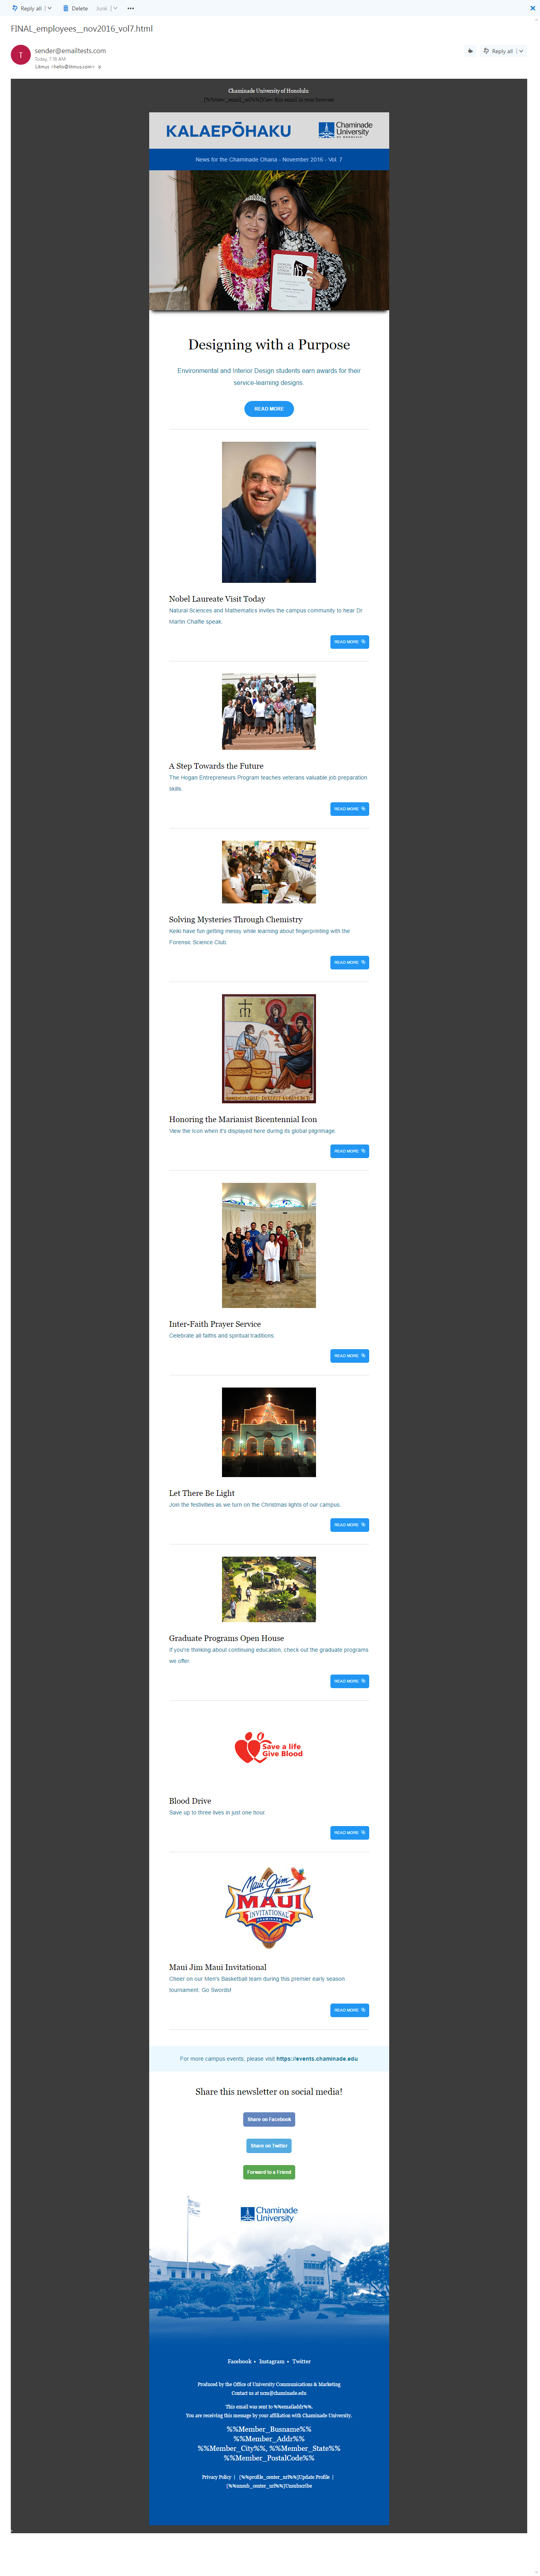 Reply all
Delete
Junk
FINAL_employees__nov2016_vol7.html
T
sender@emailtests.com
Today, 7:18 AM
Litmus <hello@litmus.com>
Reply all
Chaminade University of Honolulu
KALAEPŌHAKU
Chaminade
University
OF HONOLULU
News for the Chaminade Ohana - November 2016 - Vol. 7
Designing with a Purpose
Environmental and Interior Design students earn awards for their
service-learning designs.
READ MORE
Nobel Laureate Visit Today
Natural Sciences and Mathematics invites the campus community to hear Dr.
Martin Chalfie speak.
READ MORE
A Step Towards the Future
The Hogan Entrepreneurs Program teaches veterans valuable job preparation
skills.
READ MORE
Solving Mysteries Through Chemistry
Keiki have fun getting messy while learning about fingerprinting with the
Forensic Science Club.
READ MORE
Honoring the Marianist Bicentennial Icon
View the Icon when it's displayed here during its global pilgrimage.
READ MORE
Inter-Faith Prayer Service
Celebrate all faiths and spiritual traditions.
READ MORE
Let There Be Light
Join the festivities as we turn on the Christmas lights of our campus.
READ MORE
Graduate Programs Open House
If you're thinking about continuing education, check out the graduate programs
we offer.
READ MORE
Save a life
Give Blood
Blood Drive
Save up to three lives in just one hour.
READ MORE
Maui Jim
MAUI
INVITATIONAL
Maui Jim Maui Invitational
Cheer on our Men's Basketball team during this premier early season
tournament. Go Swords!
READ MORE
For more campus events, please visit https://events.chaminade.edu
Share this newsletter on social media!
Share on Facebook
Share on Twitter
Forward to a Friend
Chaminade
University
Facebook • Instagram • Twitter
Produced by the Office of University Communications & Marketing
Contact us at ucm@chaminade.edu
This email was sent to %%emailaddr%%.
You are receiving this message by your affiliation with Chaminade University.
%%Member_Busname%%
%%Member_Addr%%
%%Member_City%%, %%Member_State%%
%%Member_PostalCode%%
Privacy Policy | [%%profile_center_url%%]Update Profile |
[%%unsub_center_url%%]Unsubscribe